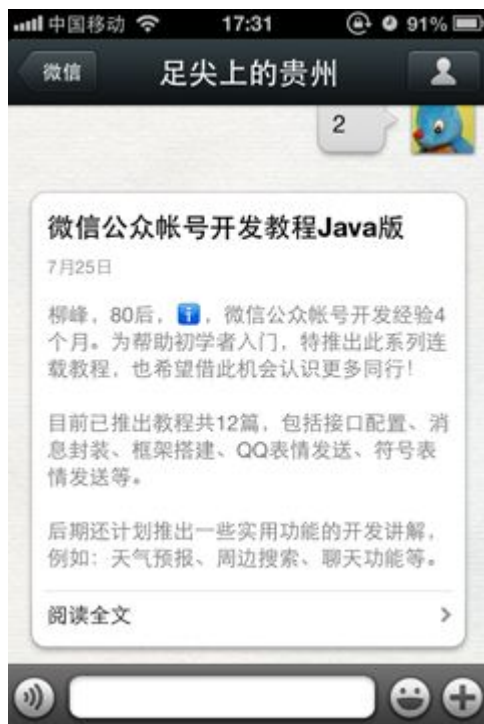 中国移动 17:31 91%
微信 足尖上的贵州
2
微信公众帐号开发教程Java版
7月25日
柳峰，80后，，微信公众帐号开发经验4
个月。为帮助初学者入门，特推出此系列连
载教程，也希望借此机会认识更多同行！
目前已推出教程共12篇，包括接口配置、消
息封装、框架搭建、QQ表情发送、符号表
情发送等。
后期还计划推出一些实用功能的开发讲解，
例如：天气预报、周边搜索、聊天功能等。
阅读全文